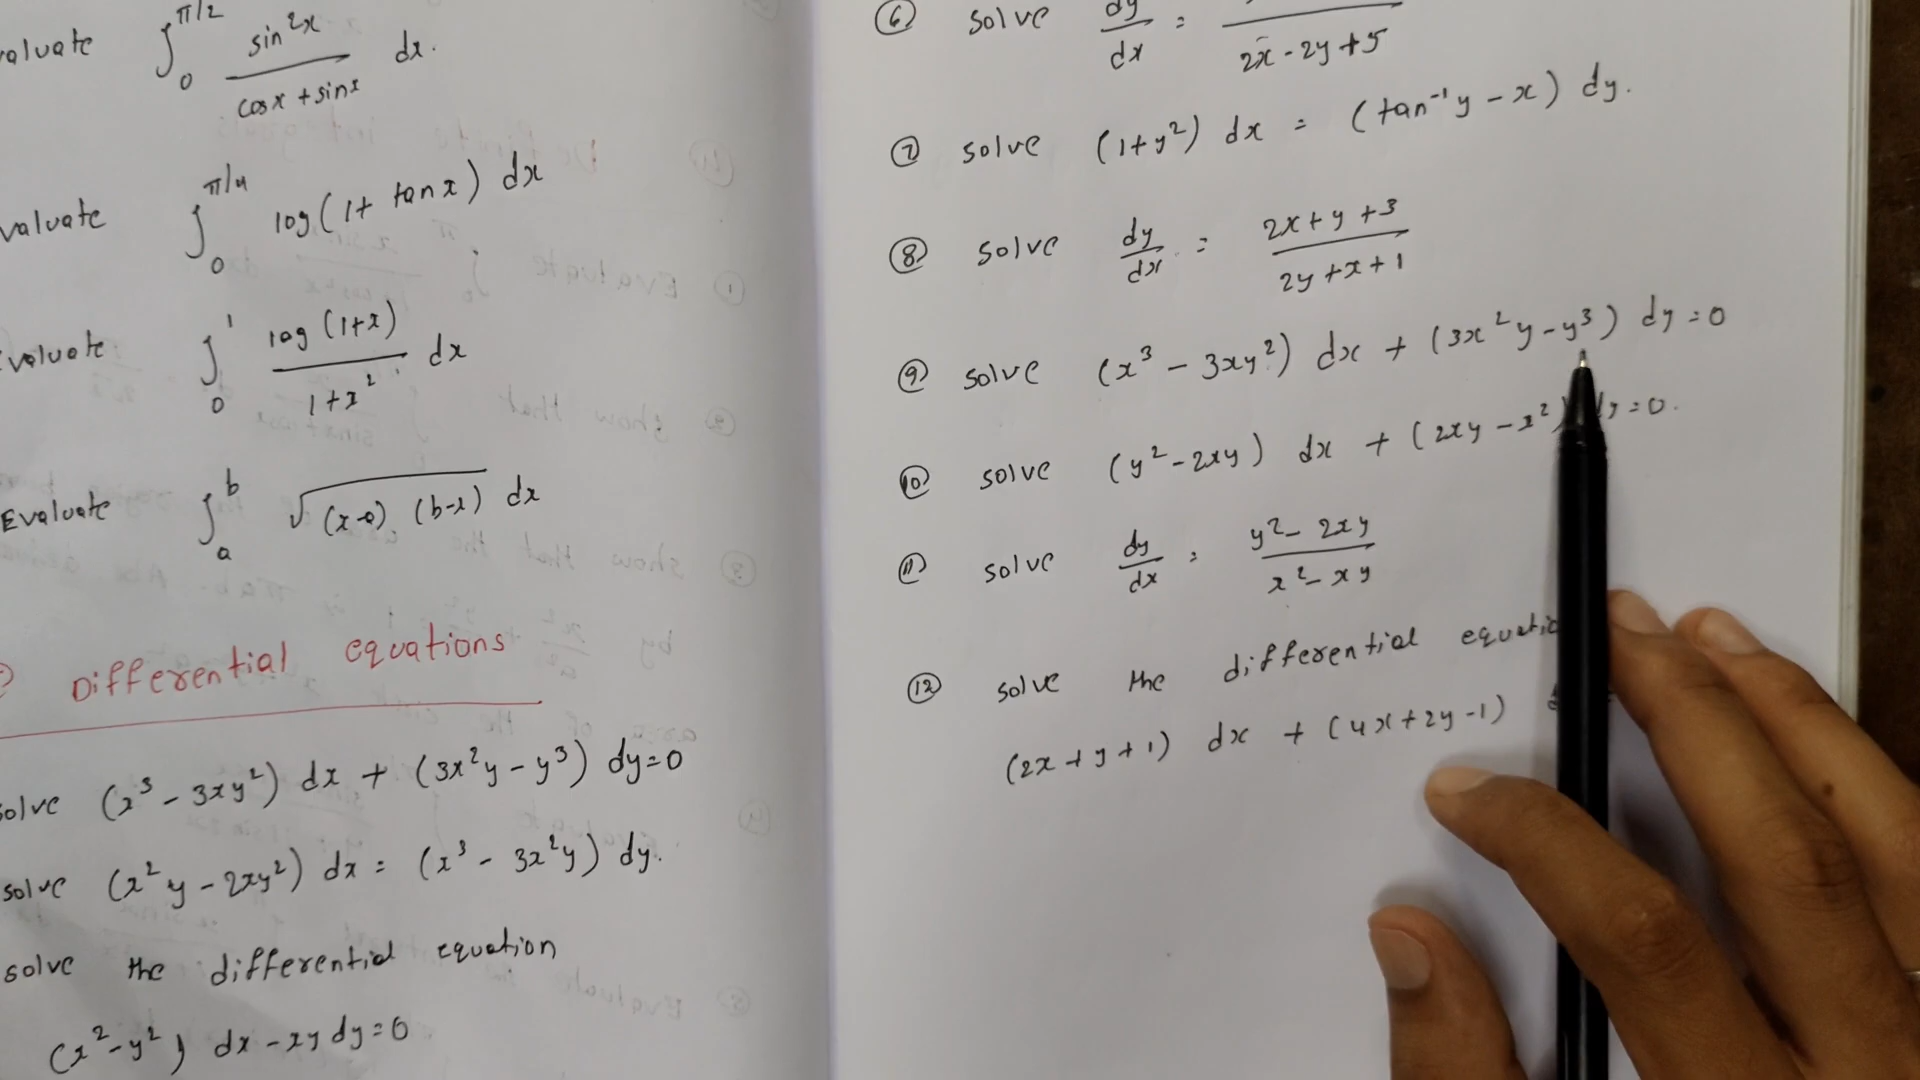 valuate ∫₀^π/2 sin²x / cosx + sinx dx.
valuate ∫₀^π/4 log(1 + tanx) dx
valuate ∫₀^1 log(1+x) / 1+x² dx
Evaluate ∫ₐ^b √(x-a) (b-x) dx
Differential equations
solve (x³ - 3xy²) dx + (3x²y - y³) dy=0
solve (x²y - 2xy²) dx = (x³ - 3x²y) dy.
solve the differential equation
(x² - y²) dx - xy dy = 0
⑥ solve dy/dx = / 2x - 2y + 5
⑦ solve (1+y²) dx = (tan⁻¹y - x) dy.
⑧ solve dy/dx = 2x + y + 3 / 2y + x + 1
⑨ solve (x³ - 3xy²) dx + (3x²y - y³) dy = 0
⑩ solve (y² - 2xy) dx + (2xy - x²) dy = 0.
⑪ solve dy/dx = y² - 2xy / x² - xy
⑫ solve the differential equatio
(2x + y + 1) dx + (4x + 2y - 1)